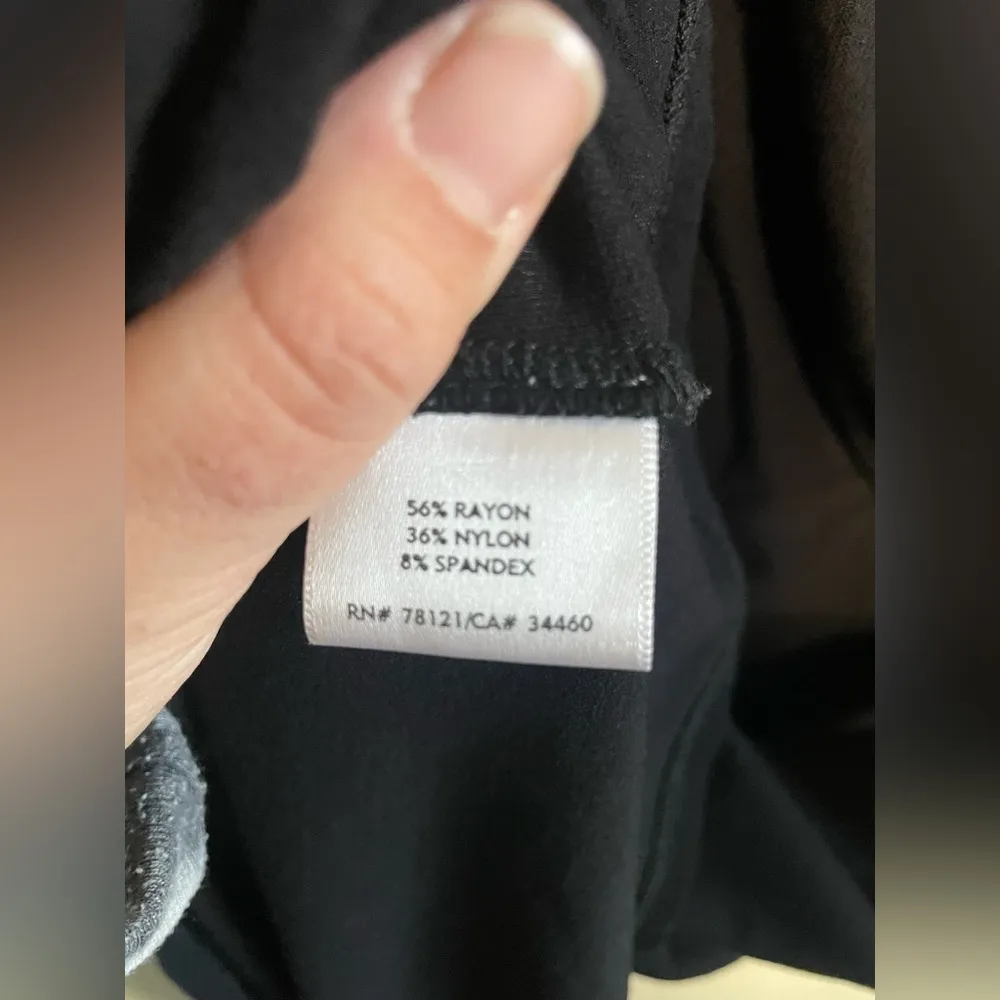 56% RAYON
36% NYLON
8% SPANDEX
RN# 78121/CA# 34460